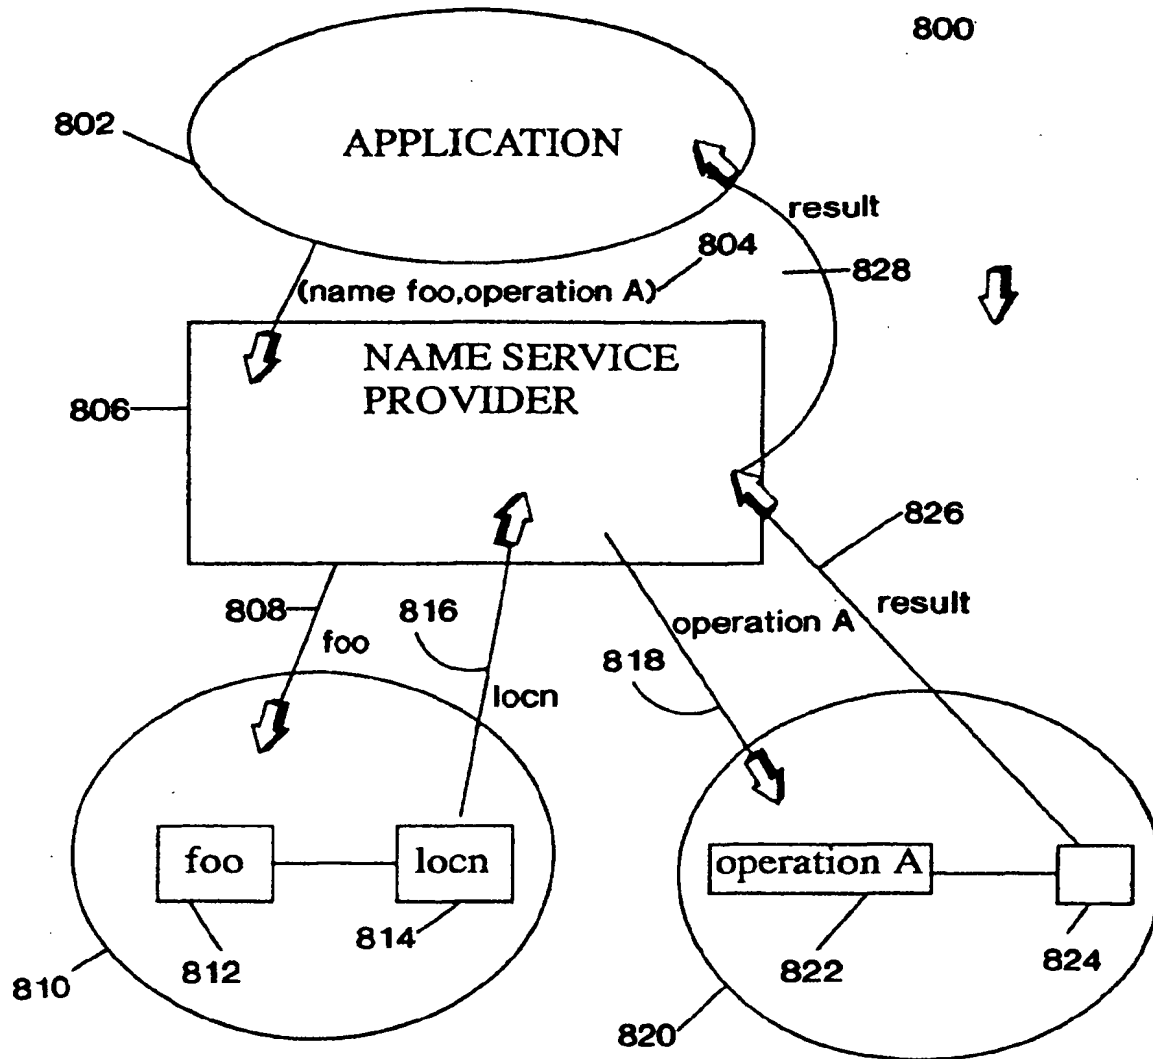 800
802
APPLICATION
result
804
828
(name foo,operation A)
NAME SERVICE
PROVIDER
806
826
808
816
result
operation A
foo
818
locn
foo
locn
operation A
814
812
822
824
810
820